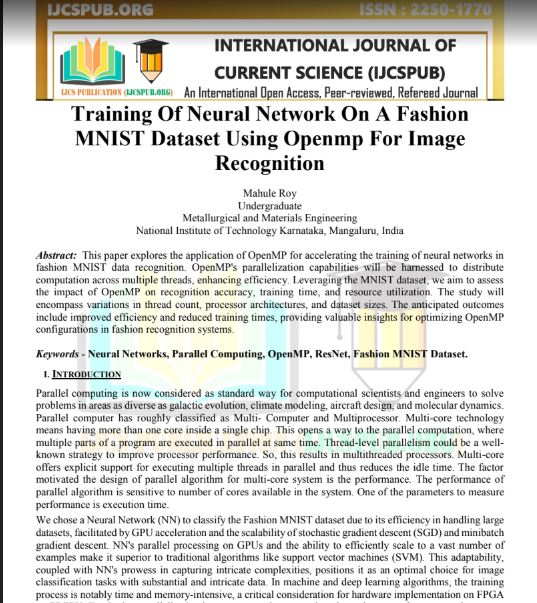 IJCSPUB.ORG ISSN : 2250-1770
INTERNATIONAL JOURNAL OF
CURRENT SCIENCE (IJCSPUB)
IJCS PUBLICATION (IJCSPUB.ORG)
An International Open Access, Peer-reviewed, Refereed Journal
Training Of Neural Network On A Fashion
MNIST Dataset Using Openmp For Image
Recognition
Mahule Roy
Undergraduate
Metallurgical and Materials Engineering
National Institute of Technology Karnataka, Mangaluru, India
Abstract: This paper explores the application of OpenMP for accelerating the training of neural networks in
fashion MNIST data recognition. OpenMP's parallelization capabilities will be harnessed to distribute
computation across multiple threads, enhancing efficiency. Leveraging the MNIST dataset, we aim to assess
the impact of OpenMP on recognition accuracy, training time, and resource utilization. The study will
encompass variations in thread count, processor architectures, and dataset sizes. The anticipated outcomes
include improved efficiency and reduced training times, providing valuable insights for optimizing OpenMP
configurations in fashion recognition systems.
Keywords - Neural Networks, Parallel Computing, OpenMP, ResNet, Fashion MNIST Dataset.
I. INTRODUCTION
Parallel computing is now considered as standard way for computational scientists and engineers to solve
problems in areas as diverse as galactic evolution, climate modeling, aircraft design, and molecular dynamics.
Parallel computer has roughly classified as Multi- Computer and Multiprocessor. Multi-core technology
means having more than one core inside a single chip. This opens a way to the parallel computation, where
multiple parts of a program are executed in parallel at same time. Thread-level parallelism could be a well-
known strategy to improve processor performance. So, this results in multithreaded processors. Multi-core
offers explicit support for executing multiple threads in parallel and thus reduces the idle time. The factor
motivated the design of parallel algorithm for multi-core system is the performance. The performance of
parallel algorithm is sensitive to number of cores available in the system. One of the parameters to measure
performance is execution time.
We chose a Neural Network (NN) to classify the Fashion MNIST dataset due to its efficiency in handling large
datasets, facilitated by GPU acceleration and the scalability of stochastic gradient descent (SGD) and minibatch
gradient descent. NN's parallel processing on GPUs and the ability to efficiently scale to a vast number of
examples make it superior to traditional algorithms like support vector machines (SVM). This adaptability,
coupled with NN's prowess in capturing intricate complexities, positions it as an optimal choice for image
classification tasks with substantial and intricate data. In machine and deep learning algorithms, the training
process is notably time and memory-intensive, a critical consideration for hardware implementation on FPGA